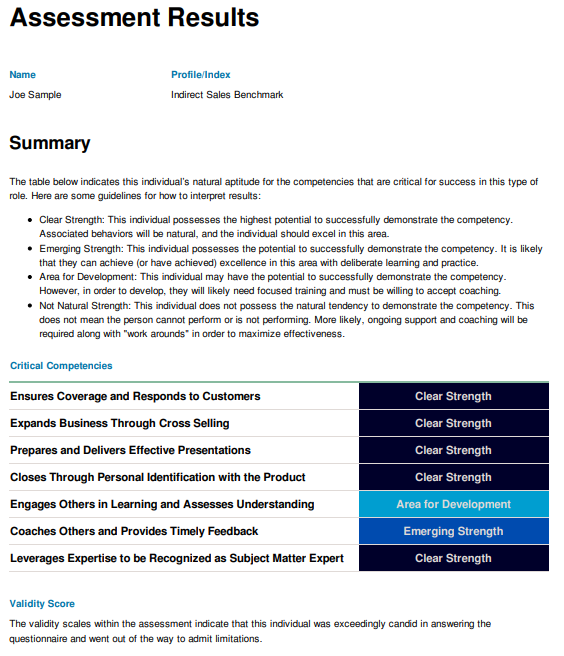 Assessment Results
Name Profile/Index
Joe Sample Indirect Sales Benchmark
Summary
The table below indicates this individual's natural aptitude for the competencies that are critical for success in this type of
role. Here are some guidelines for how to interpret results:
• Clear Strength: This individual possesses the highest potential to successfully demonstrate the competency.
Associated behaviors will be natural, and the individual should excel in this area.
• Emerging Strength: This individual possesses the potential to successfully demonstrate the competency. It is likely
that they can achieve (or have achieved) excellence in this area with deliberate learning and practice.
• Area for Development: This individual may have the potential to successfully demonstrate the competency.
However, in order to develop, they will likely need focused training and must be willing to accept coaching.
• Not Natural Strength: This individual does not possess the natural tendency to demonstrate the competency. This
does not mean the person cannot perform or is not performing. More likely, ongoing support and coaching will be
required along with "work arounds" in order to maximize effectiveness.
Critical Competencies
Ensures Coverage and Responds to Customers Clear Strength
Expands Business Through Cross Selling Clear Strength
Prepares and Delivers Effective Presentations Clear Strength
Closes Through Personal Identification with the Product Clear Strength
Engages Others in Learning and Assesses Understanding Area for Development
Coaches Others and Provides Timely Feedback Emerging Strength
Leverages Expertise to be Recognized as Subject Matter Expert Clear Strength
Validity Score
The validity scales within the assessment indicate that this individual was exceedingly candid in answering the
questionnaire and went out of the way to admit limitations.